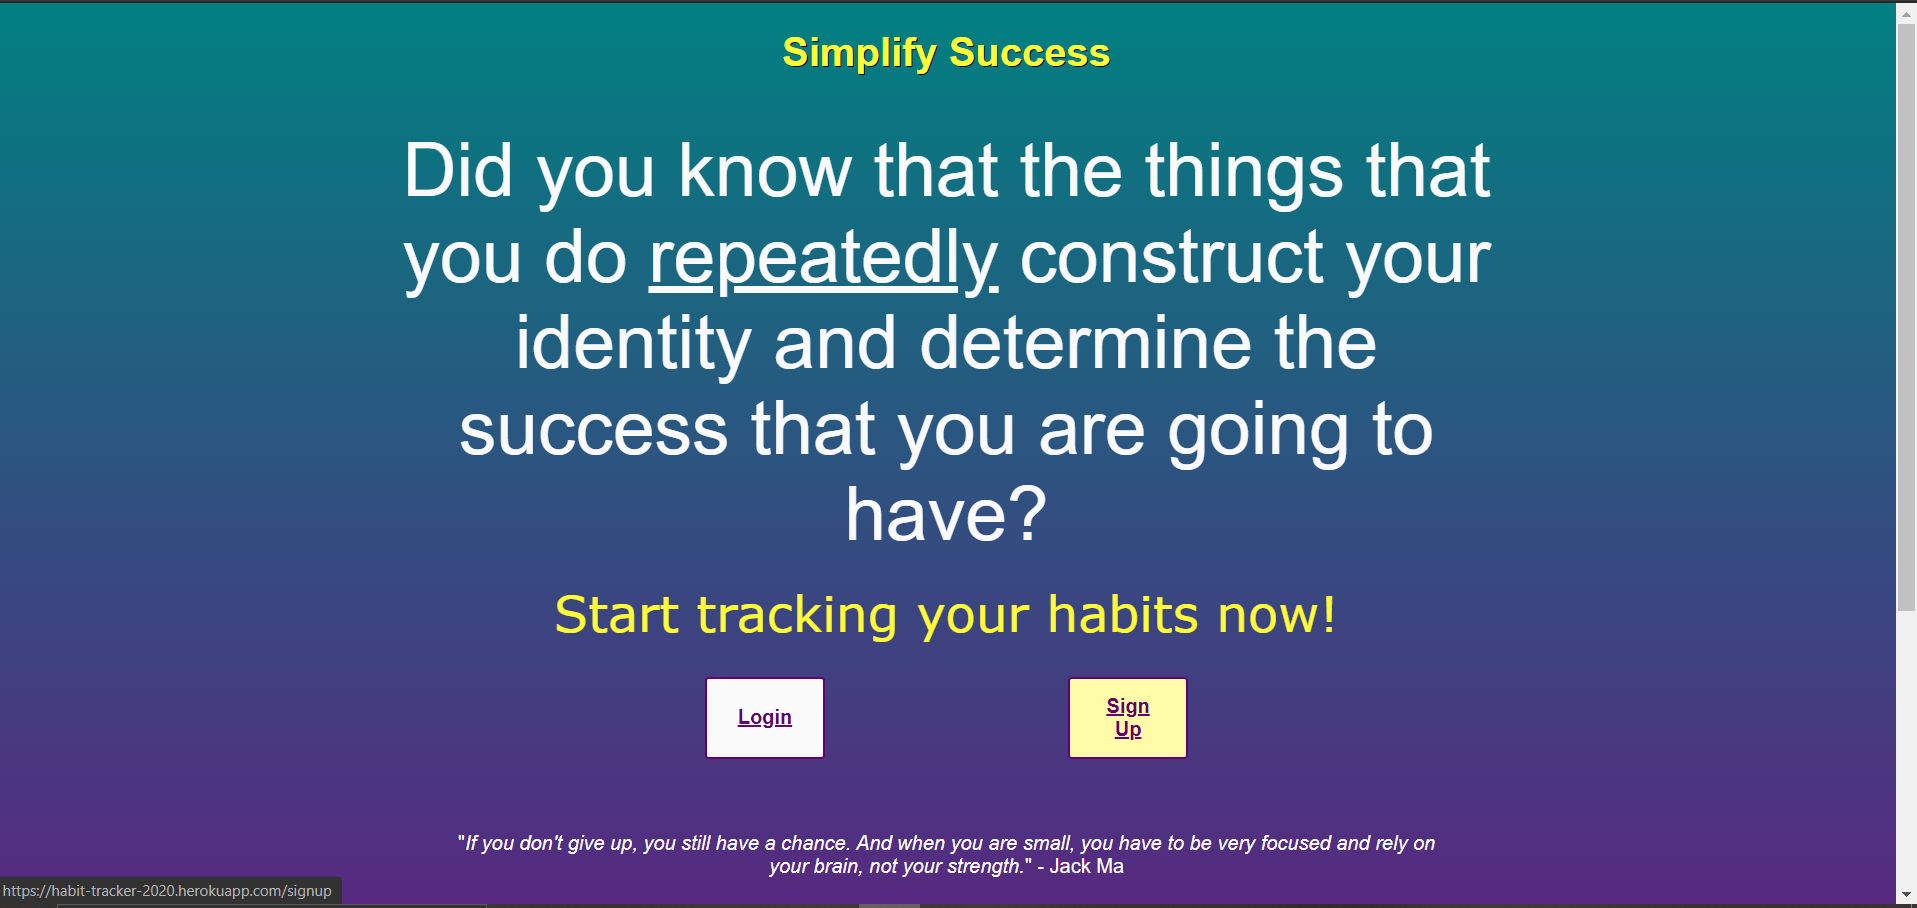 Simplify Success
Did you know that the things that
you do repeatedly construct your
identity and determine the
success that you are going to
have?
Start tracking your habits now!
Login
Sign
Up
"If you don't give up, you still have a chance. And when you are small, you have to be very focused and rely on
your brain, not your strength." - Jack Ma
https://habit-tracker-2020.herokuapp.com/signup